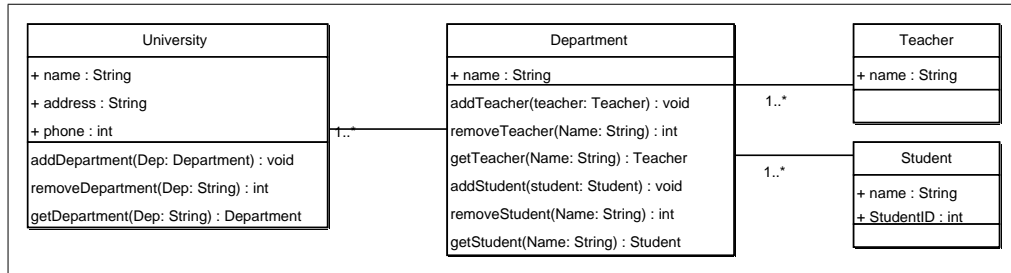 University
+ name : String
+ address : String
+ phone : int
addDepartment(Dep: Department) : void
removeDepartment(Dep: String) : int
getDepartment(Dep: String) : Department
1..*
Department
+ name : String
addTeacher(teacher: Teacher) : void
removeTeacher(Name: String) : int
getTeacher(Name: String) : Teacher
addStudent(student: Student) : void
removeStudent(Name: String) : int
getStudent(Name: String) : Student
1..*
1..*
Teacher
+ name : String
Student
+ name : String
+ StudentID : int